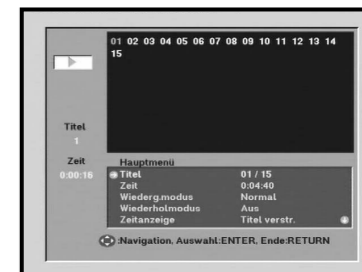 01 02 03 04 05 06 07 08 09 10 11 12 13 14
15
Titel
1
Zeit
0:00:16
Hauptmenü
Titel 01 / 15
Zeit 0:04:40
Wiederg.modus Normal
Wiederholmodus Aus
Zeitanzeige Titel verstr.
:Navigation, Auswahl:ENTER, Ende:RETURN